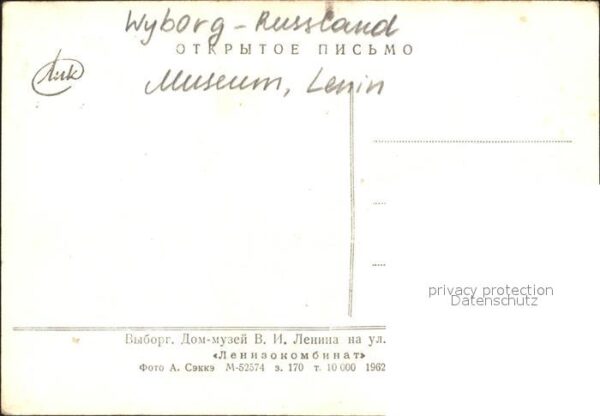 Wyborg - Russland
ОТКРЫТОЕ ПИСЬМО
Лик
Museum, Lenin
privacy protection
Datenschutz
Выборг. Дом-музей В. И. Ленина на ул.
«Ленизокомбинат»
Фото А. Сэккэ М-52574 з. 170 т. 10 000 1962